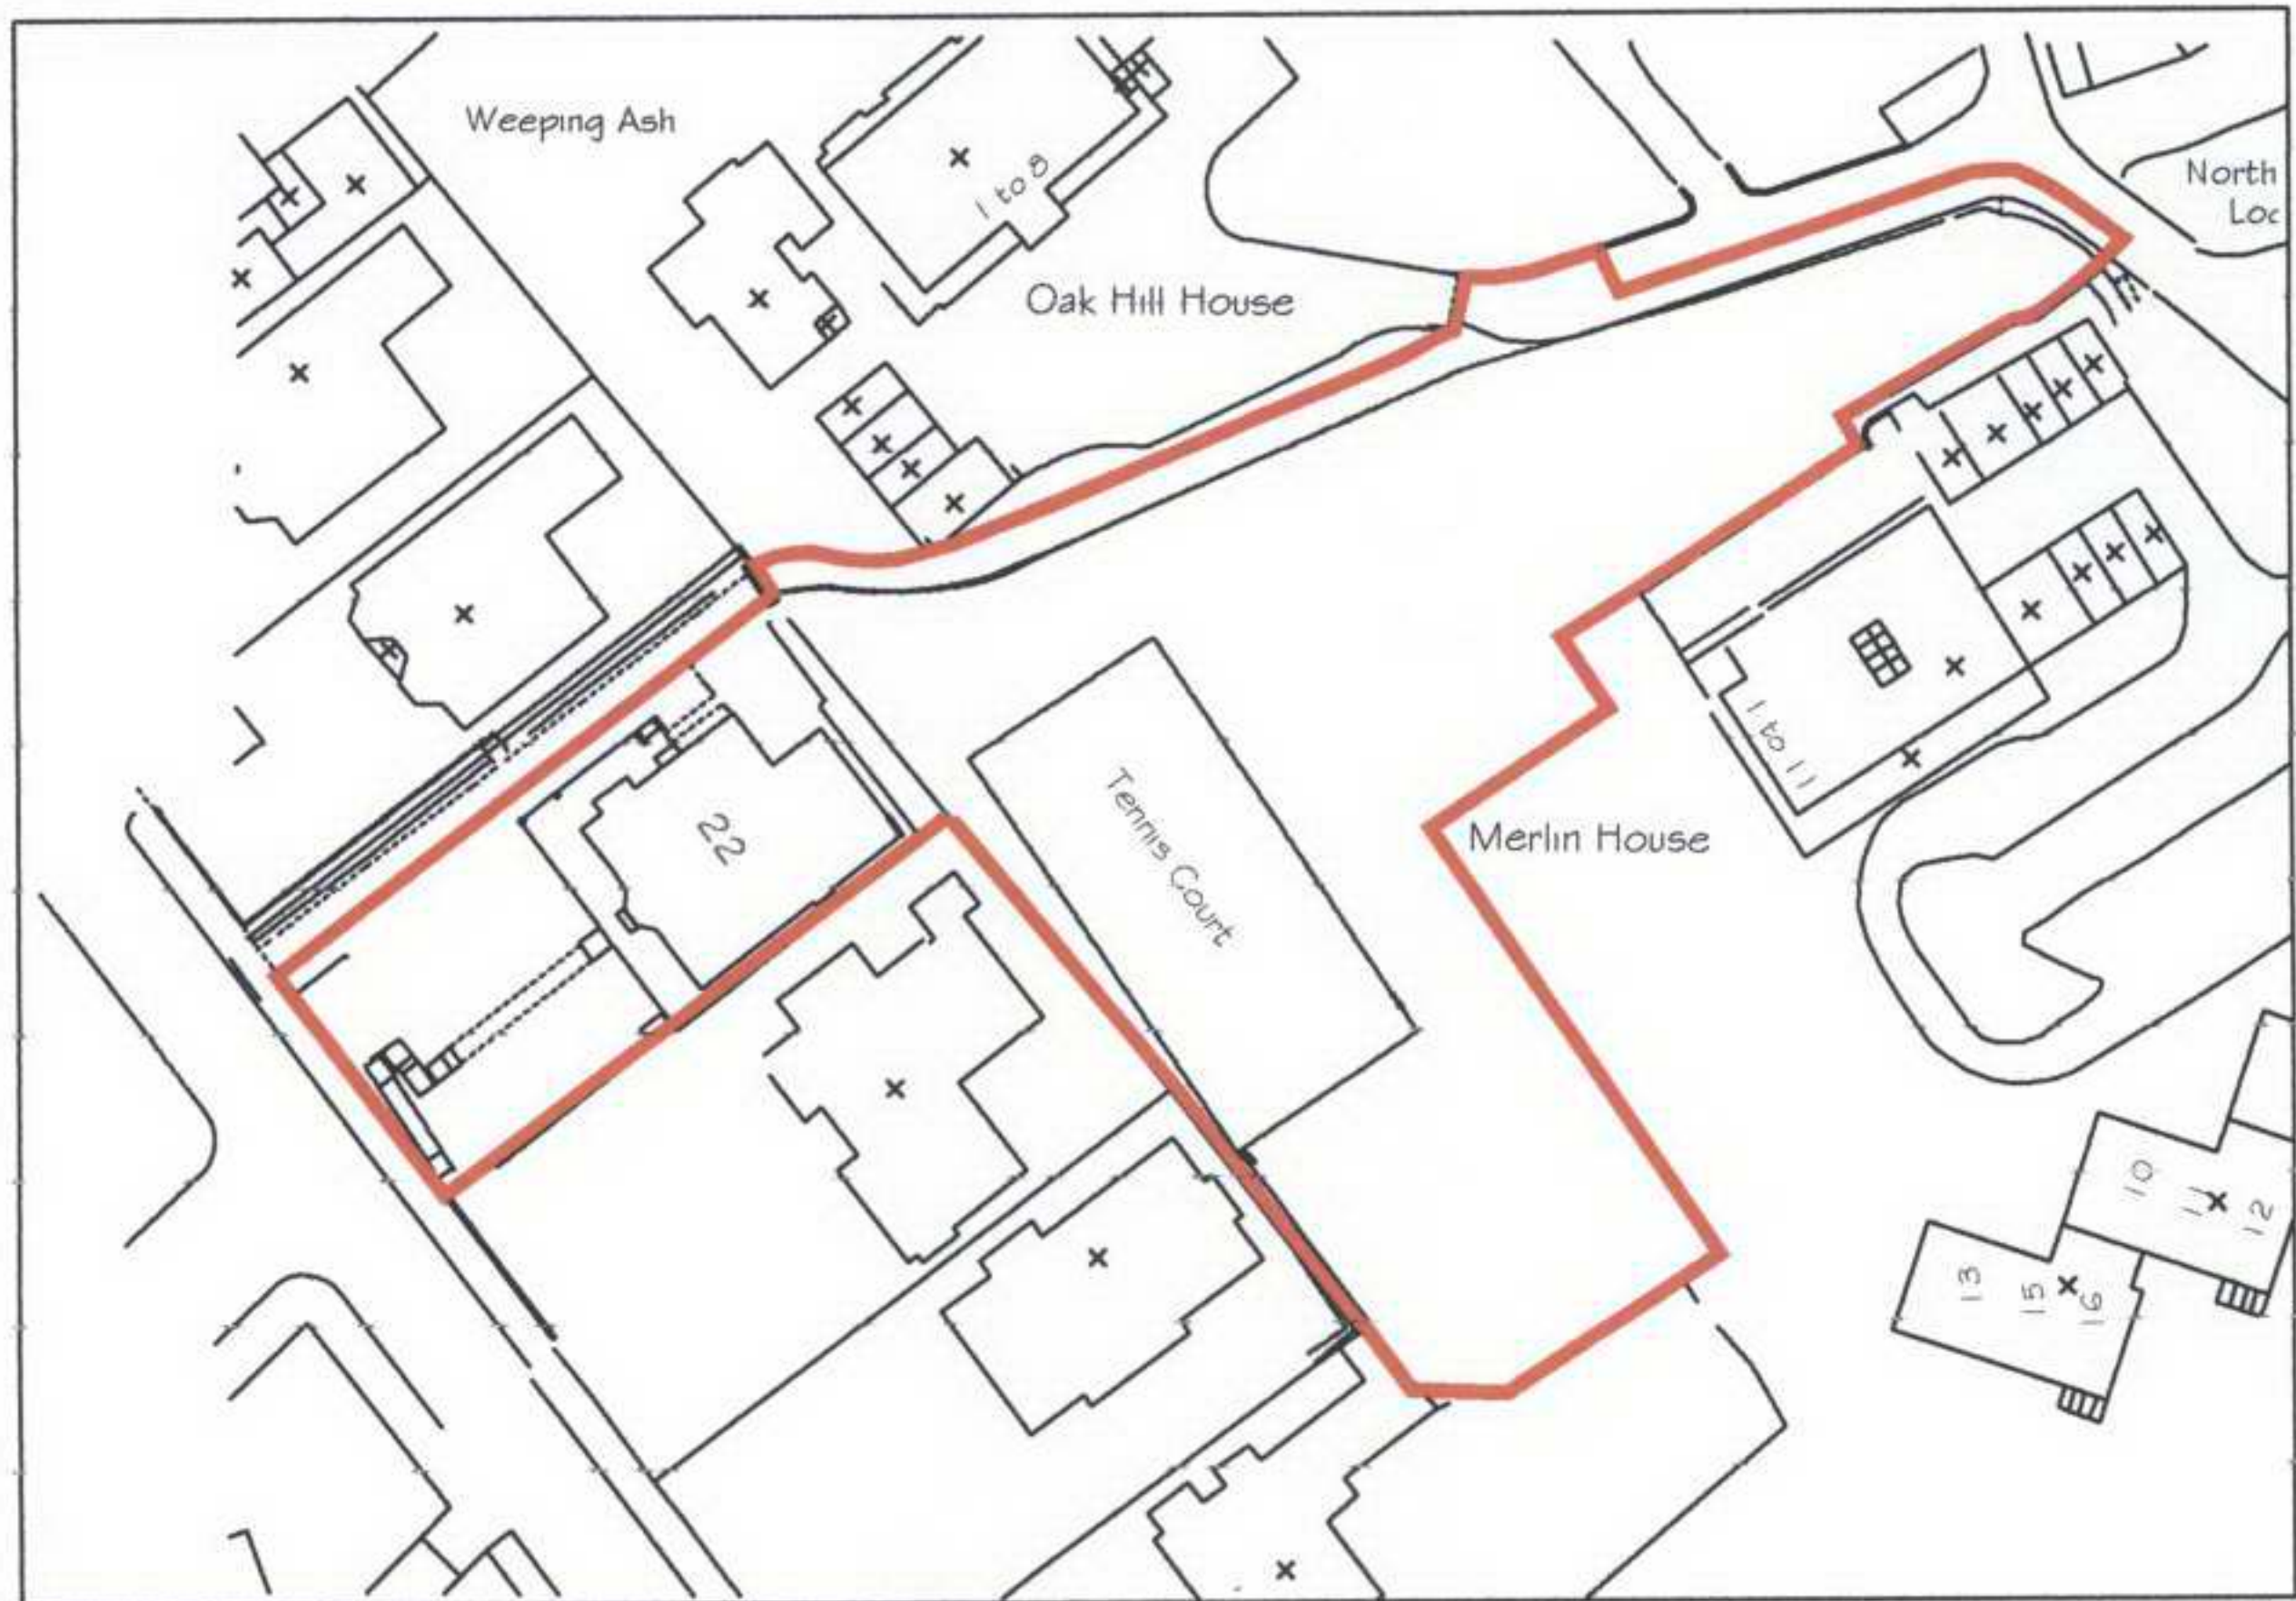 Weeping Ash
1 to 8
North
Loc
Oak Hill House
22
Tennis Court
Merlin House
1 to 11
10
11
12
13
15
16